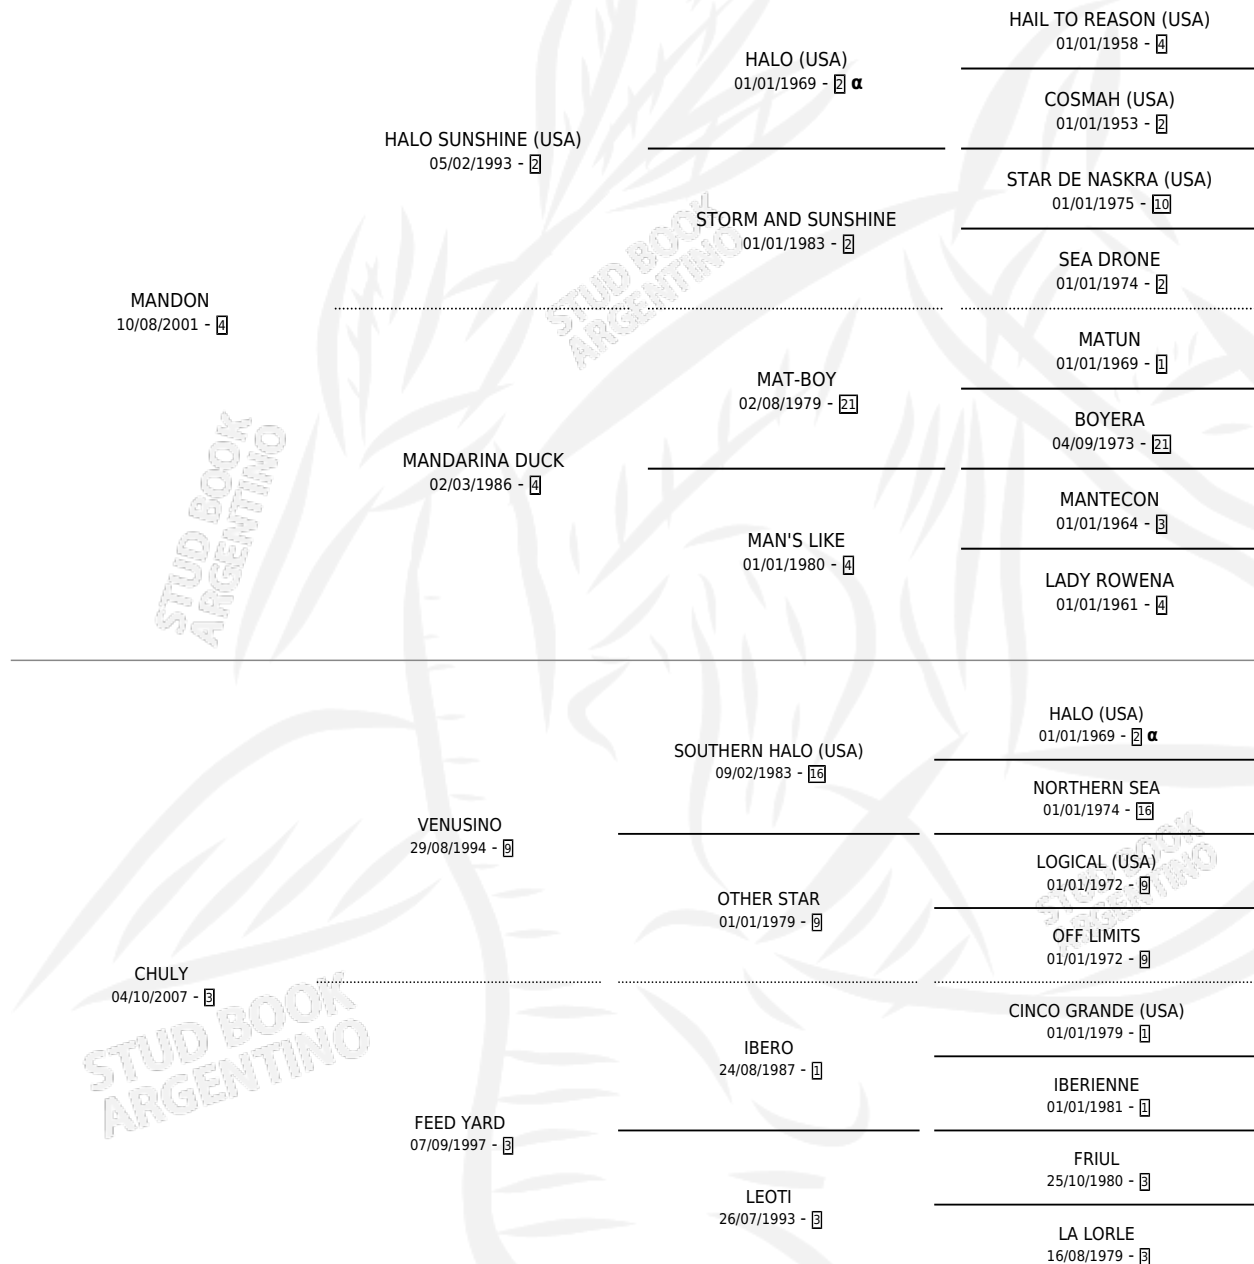 HAIL TO REASON (USA)
01/01/1958 - 4
HALO (USA)
01/01/1969 - 2 α
COSMAH (USA)
01/01/1953 - 2
HALO SUNSHINE (USA)
05/02/1993 - 2
STAR DE NASKRA (USA)
01/01/1975 - 10
STORM AND SUNSHINE
01/01/1983 - 2
SEA DRONE
01/01/1974 - 2
STUD BOOK
ARGENTINO
MANDON
10/08/2001 - 4
MATUN
01/01/1969 - 1
MAT-BOY
02/08/1979 - 21
BOYERA
04/09/1973 - 21
MANDARINA DUCK
02/03/1986 - 4
MANTECON
01/01/1964 - 3
MAN'S LIKE
01/01/1980 - 4
LADY ROWENA
01/01/1961 - 4
STUD BOOK
ARGENTINO
HALO (USA)
01/01/1969 - 2 α
SOUTHERN HALO (USA)
09/02/1983 - 16
NORTHERN SEA
01/01/1974 - 16
VENUSINO
29/08/1994 - 9
LOGICAL (USA)
01/01/1972 - 9
OTHER STAR
01/01/1979 - 9
OFF LIMITS
01/01/1972 - 9
STUD BOOK
ARGENTINO
CHULY
04/10/2007 - 3
CINCO GRANDE (USA)
01/01/1979 - 1
IBERO
24/08/1987 - 1
IBERIENNE
01/01/1981 - 1
STUD BOOK
ARGENTINO
FEED YARD
07/09/1997 - 3
FRIUL
25/10/1980 - 3
LEOTI
26/07/1993 - 3
LA LORLE
16/08/1979 - 3